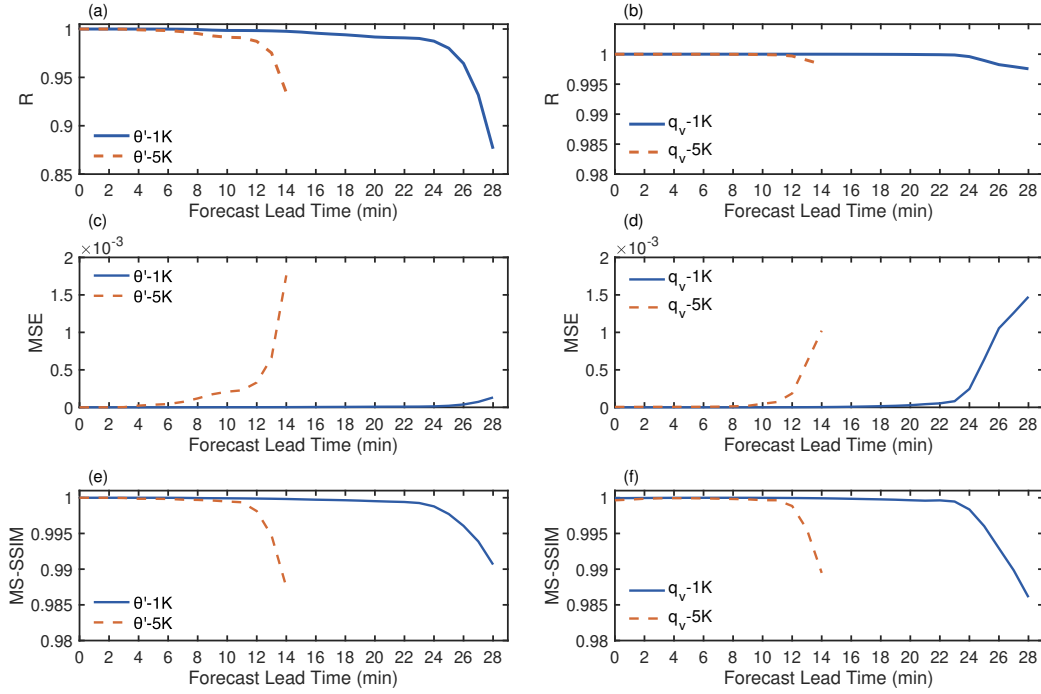 (a)
1
0.95
0.9
0.85
R
θ'-1K
θ'-5K
0 2 4 6 8 10 12 14 16 18 20 22 24 26 28
Forecast Lead Time (min)
(b)
1
0.995
0.99
0.985
0.98
R
qᵥ-1K
qᵥ-5K
0 2 4 6 8 10 12 14 16 18 20 22 24 26 28
Forecast Lead Time (min)
(c)
×10⁻³
2
1.5
1
0.5
0
MSE
θ'-1K
θ'-5K
0 2 4 6 8 10 12 14 16 18 20 22 24 26 28
Forecast Lead Time (min)
(d)
×10⁻³
2
1.5
1
0.5
0
MSE
qᵥ-1K
qᵥ-5K
0 2 4 6 8 10 12 14 16 18 20 22 24 26 28
Forecast Lead Time (min)
(e)
1
0.995
0.99
0.985
0.98
MS-SSIM
θ'-1K
θ'-5K
0 2 4 6 8 10 12 14 16 18 20 22 24 26 28
Forecast Lead Time (min)
(f)
1
0.995
0.99
0.985
0.98
MS-SSIM
qᵥ-1K
qᵥ-5K
0 2 4 6 8 10 12 14 16 18 20 22 24 26 28
Forecast Lead Time (min)